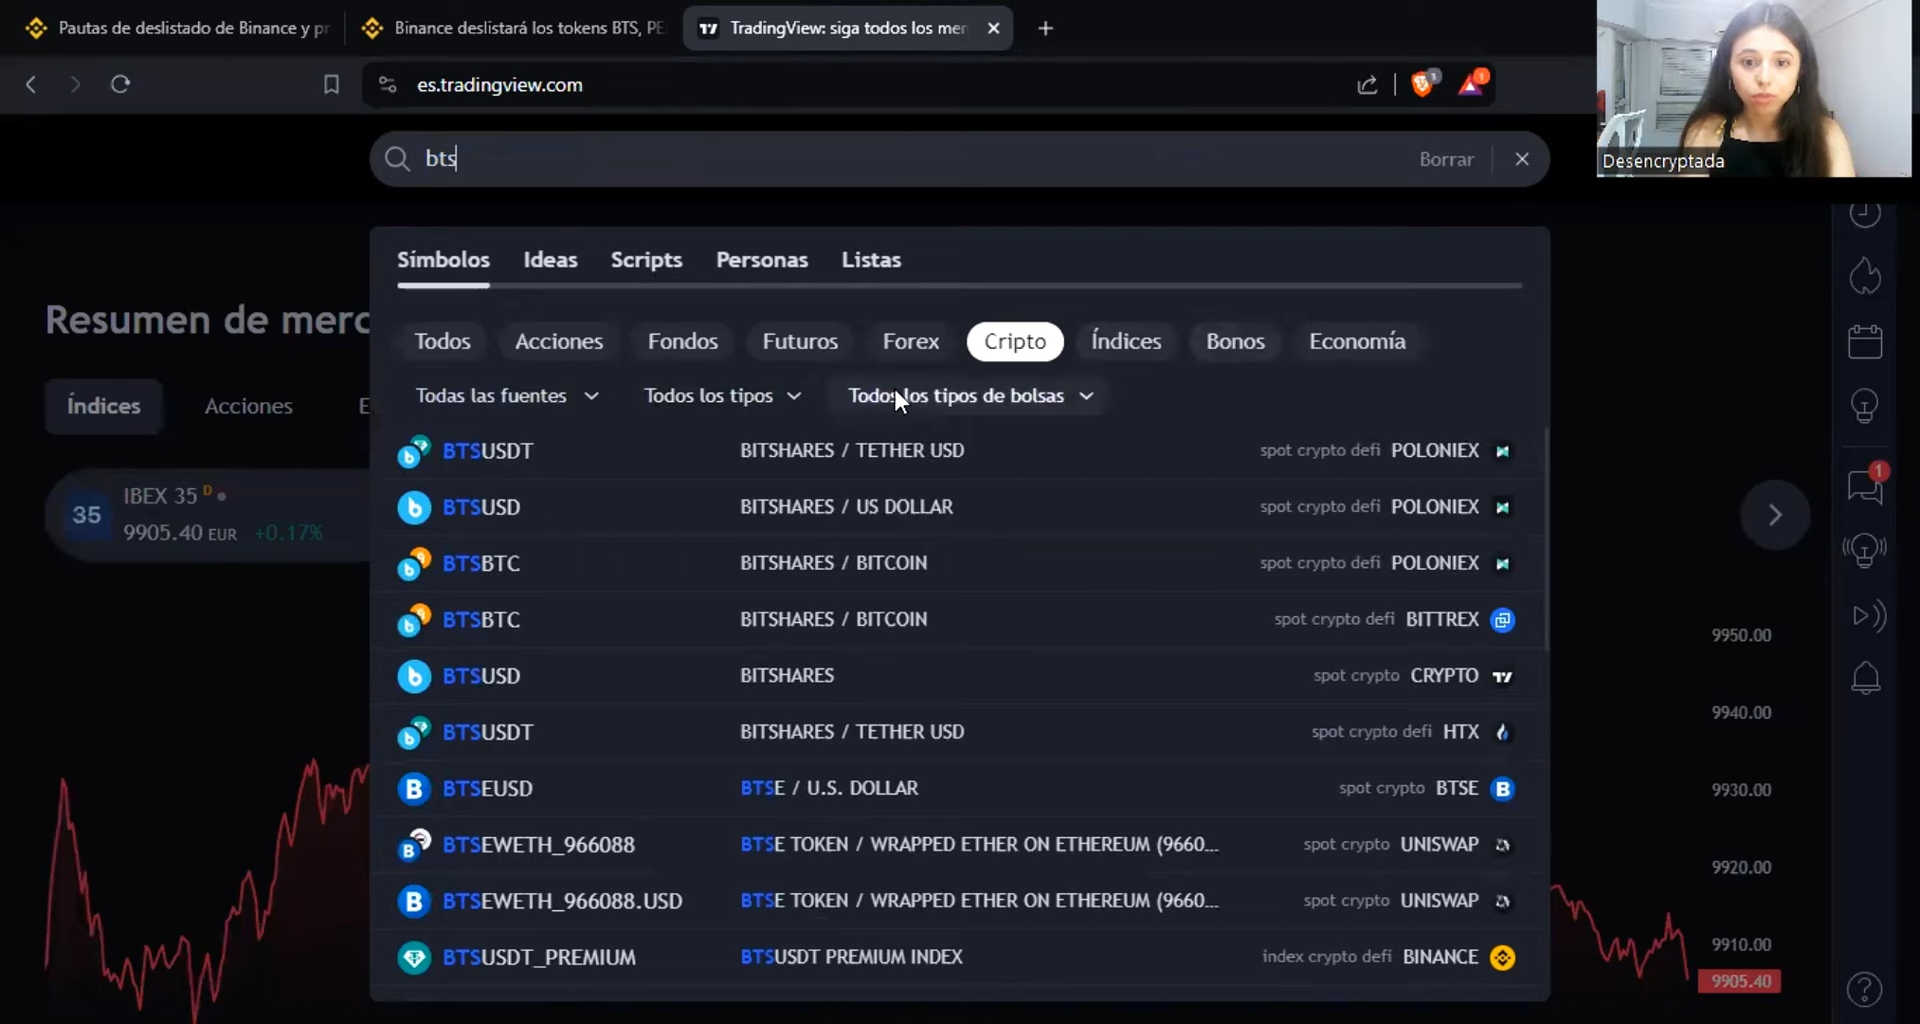 Pautas de deslistado de Binance y pr
Binance deslistará los tokens BTS, PE
TradingView: siga todos los mer
es.tradingview.com
1
1
bts
Borrar
Desencryptada
Símbolos Ideas Scripts Personas Listas
Resumen de merc
Todos Acciones Fondos Futuros Forex Cripto Índices Bonos Economía
Todas las fuentes Todos los tipos Todos los tipos de bolsas
Índices Acciones E
BTSUSDT BITSHARES / TETHER USD spot crypto defi POLONIEX
35 IBEX 35 D
9905.40 EUR +0.17%
BTSUSD BITSHARES / US DOLLAR spot crypto defi POLONIEX
1
BTSBTC BITSHARES / BITCOIN spot crypto defi POLONIEX
BTSBTC BITSHARES / BITCOIN spot crypto defi BITTREX
9950.00
BTSUSD BITSHARES spot crypto CRYPTO
9940.00
BTSUSDT BITSHARES / TETHER USD spot crypto defi HTX
BTSEUSD BTSE / U.S. DOLLAR spot crypto BTSE
9930.00
BTSEWETH_966088 BTSE TOKEN / WRAPPED ETHER ON ETHEREUM (9660... spot crypto UNISWAP
9920.00
BTSEWETH_966088.USD BTSE TOKEN / WRAPPED ETHER ON ETHEREUM (9660... spot crypto UNISWAP
9910.00
BTSUSDT_PREMIUM BTSUSDT PREMIUM INDEX index crypto defi BINANCE
9905.40